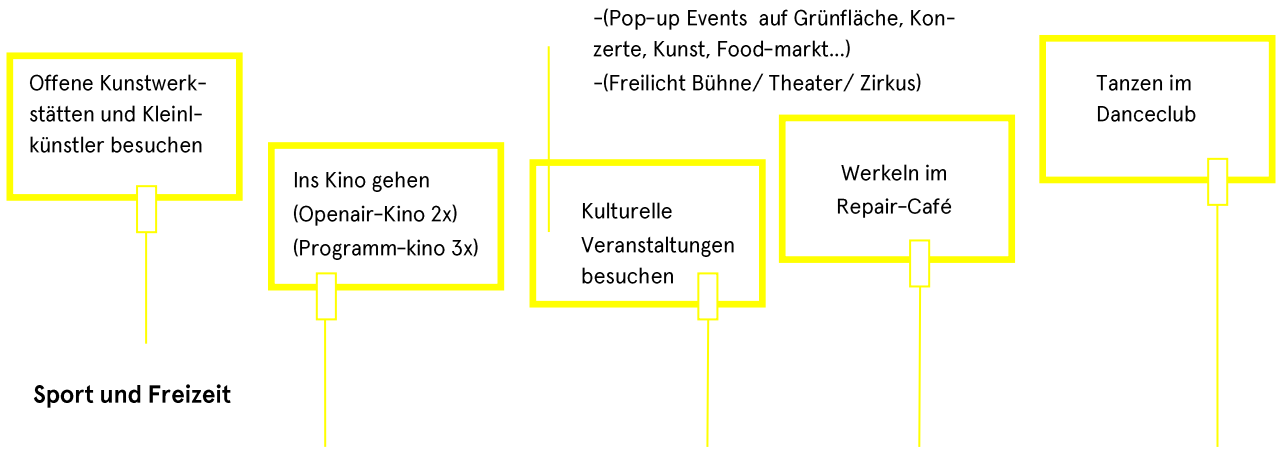 Offene Kunstwerk-
stätten und Kleinl-
künstler besuchen
Ins Kino gehen
(Openair-Kino 2x)
(Programm-kino 3x)
-(Pop-up Events auf Grünfläche, Kon-
zerte, Kunst, Food-markt...)
-(Freilicht Bühne/ Theater/ Zirkus)
Kulturelle
Veranstaltungen
besuchen
Werkeln im
Repair-Café
Tanzen im
Danceclub
Sport und Freizeit